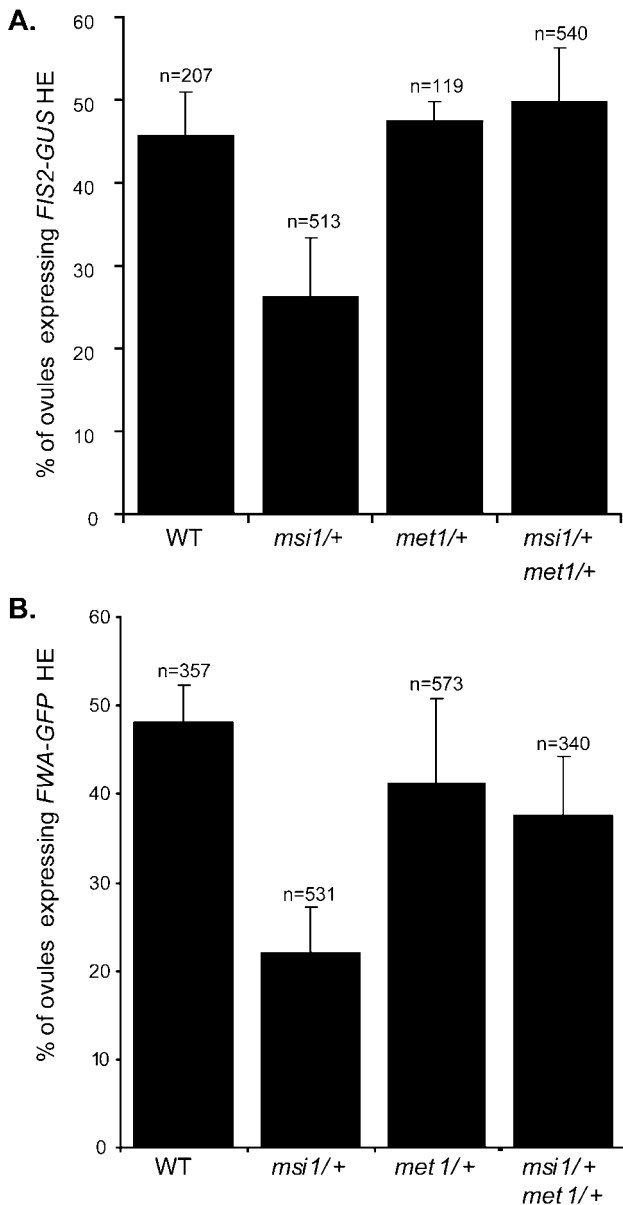 A.
% of ovules expressing FIS2-GUS HE
60
50
40
30
20
10
0
n=207
n=513
n=119
n=540
WT
msi1/+
met1/+
msi1/+
met1/+
B.
% of ovules expressing FWA-GFP HE
60
50
40
30
20
10
0
n=357
n=531
n=573
n=340
WT
msi1/+
met1/+
msi1/+
met1/+